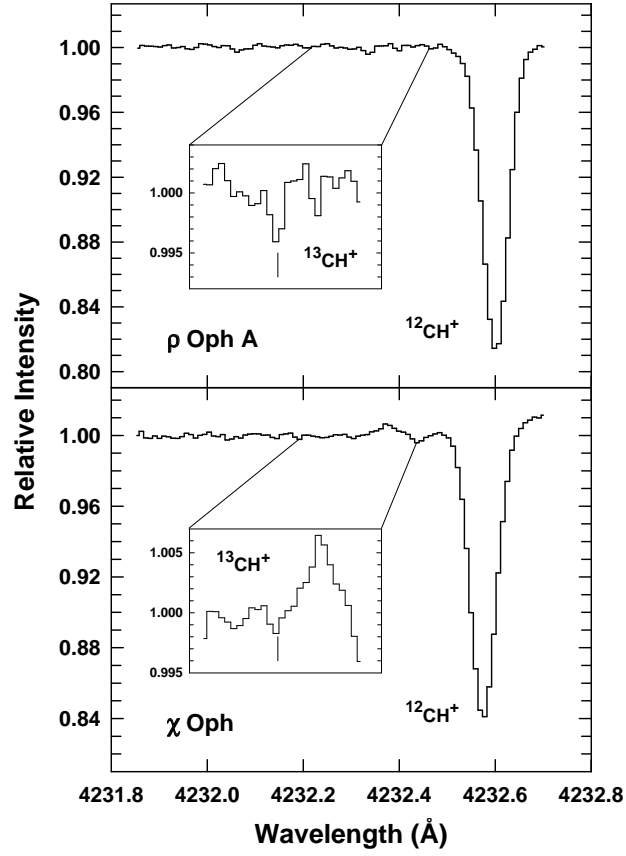 1.00
0.96
0.92
0.88
0.84
0.80
1.000
0.995
¹³CH⁺
¹²CH⁺
ρ Oph A
Relative Intensity
1.00
0.96
0.92
0.88
0.84
1.005
1.000
0.995
¹³CH⁺
¹²CH⁺
χ Oph
4231.8 4232.0 4232.2 4232.4 4232.6 4232.8
Wavelength (Å)